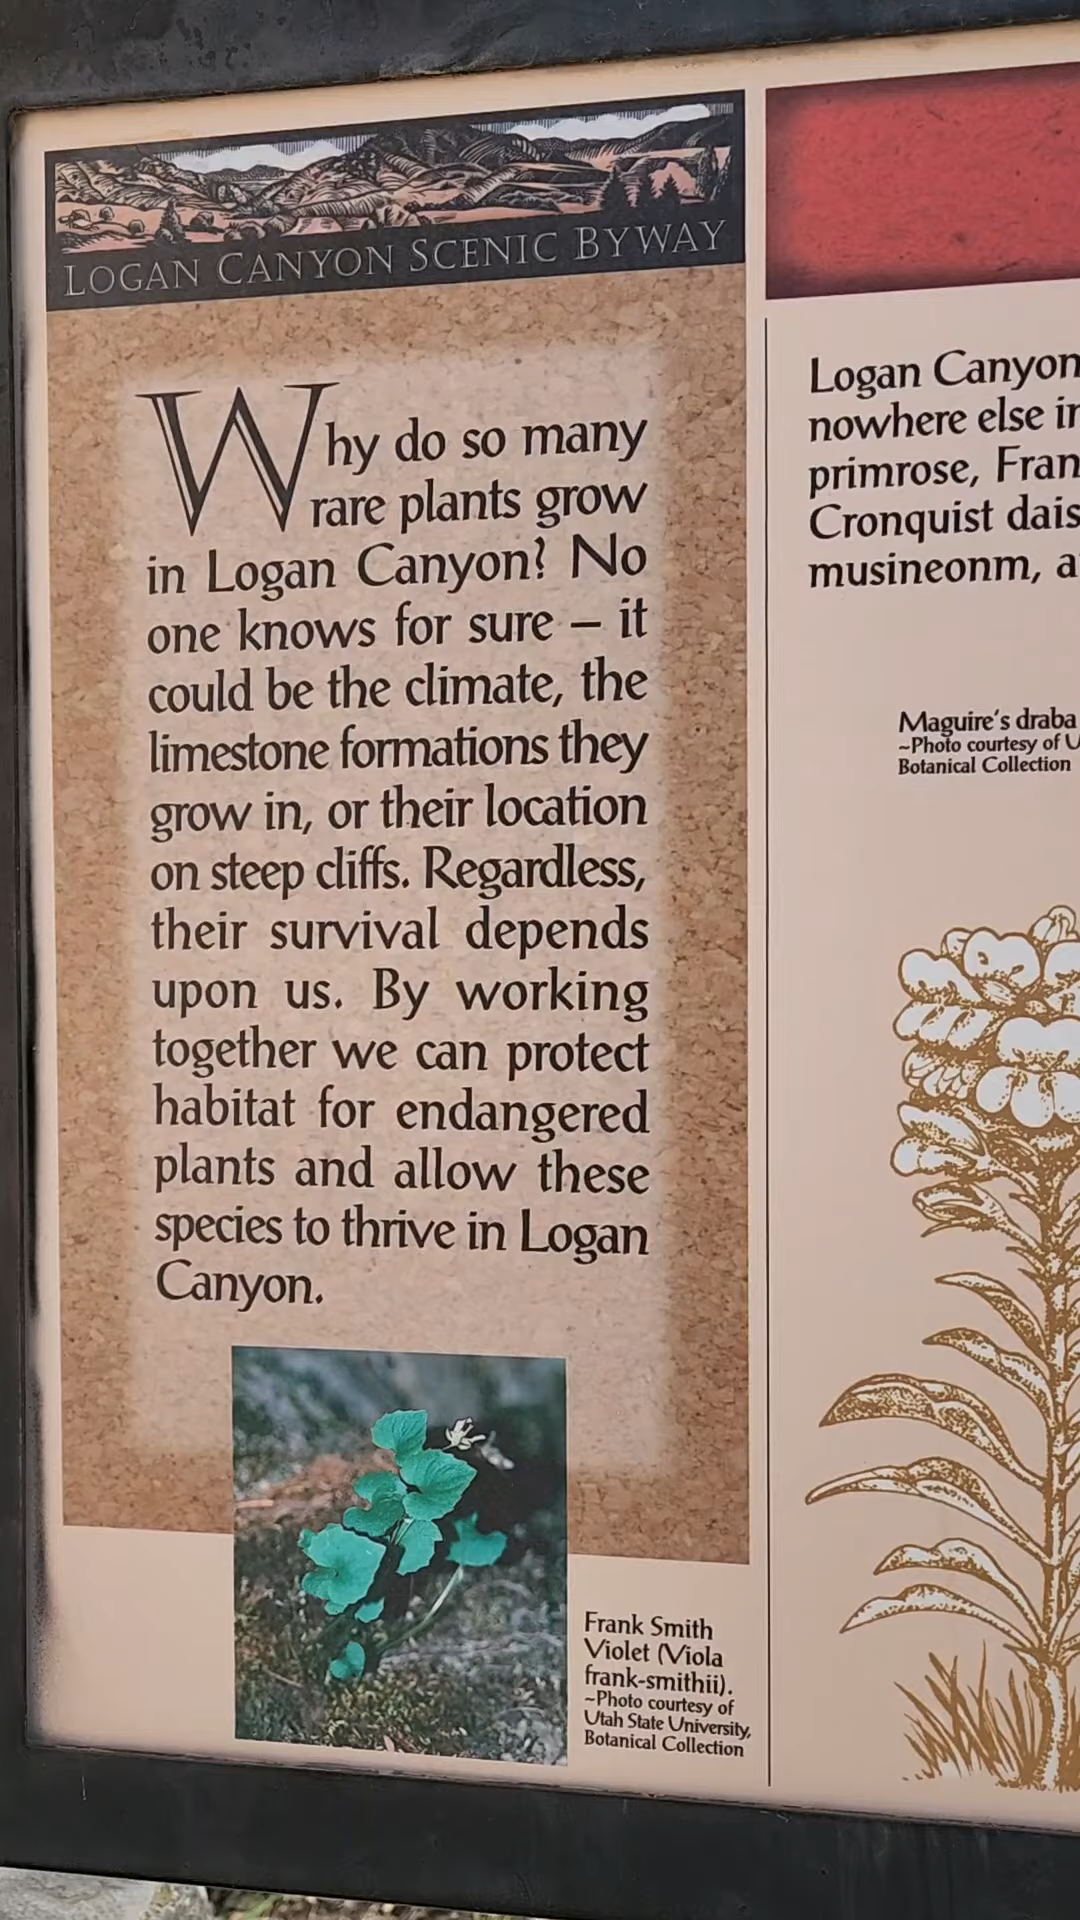 LOGAN CANYON SCENIC BYWAY
Why do so many
rare plants grow
in Logan Canyon? No
one knows for sure – it
could be the climate, the
limestone formations they
grow in, or their location
on steep cliffs. Regardless,
their survival depends
upon us. By working
together we can protect
habitat for endangered
plants and allow these
species to thrive in Logan
Canyon.
Frank Smith
Violet (Viola
frank-smithii).
~Photo courtesy of
Utah State University,
Botanical Collection
Logan Canyon
nowhere else in
primrose, Fran
Cronquist dais
musineonm, a
Maguire's draba
~Photo courtesy of U
Botanical Collection